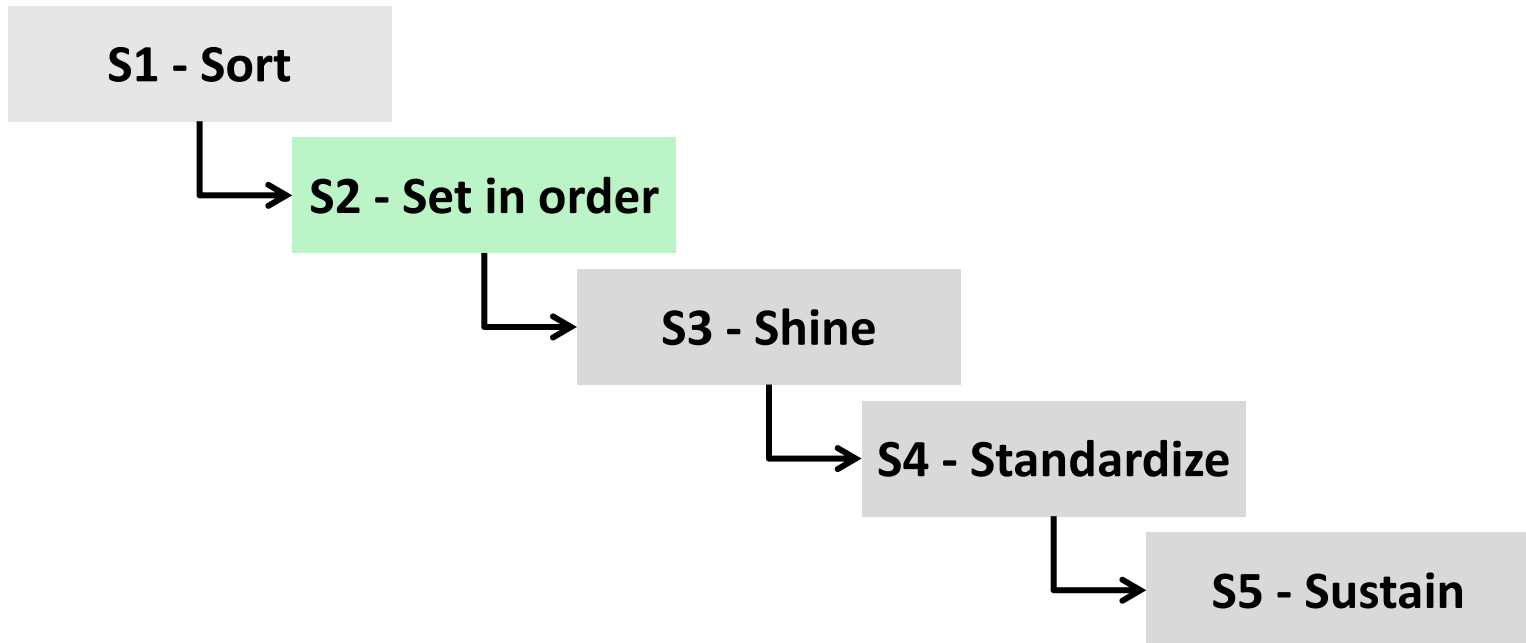 S1 - Sort
S2 - Set in order
S3 - Shine
S4 - Standardize
S5 - Sustain